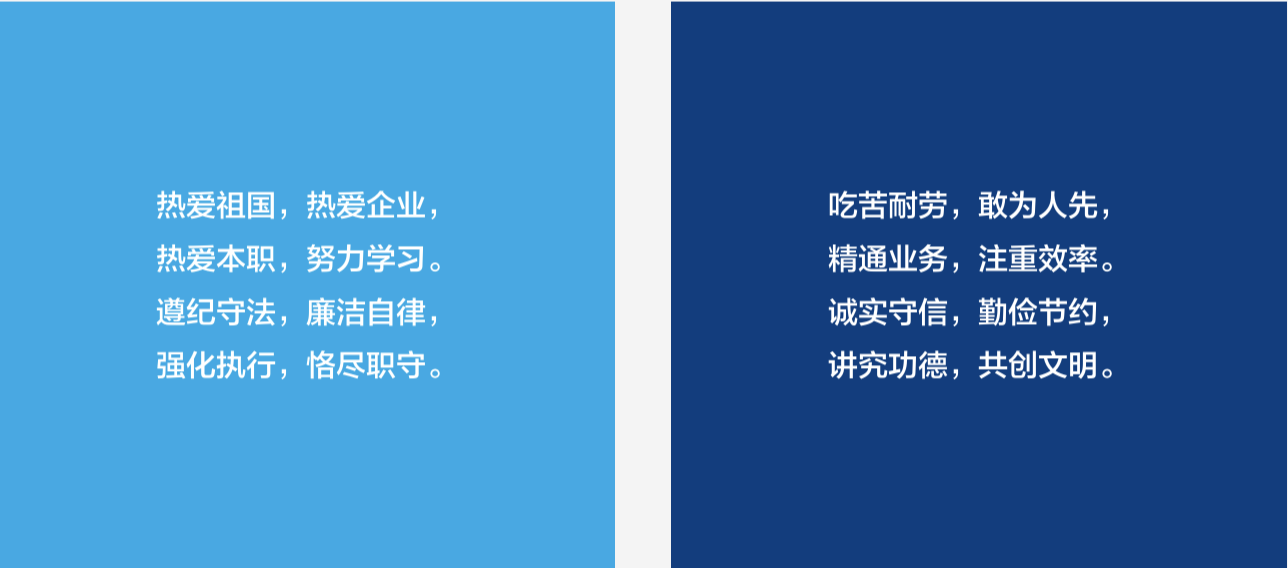 热爱祖国，热爱企业，
热爱本职，努力学习。
遵纪守法，廉洁自律，
强化执行，恪尽职守。
吃苦耐劳，敢为人先，
精通业务，注重效率。
诚实守信，勤俭节约，
讲究功德，共创文明。